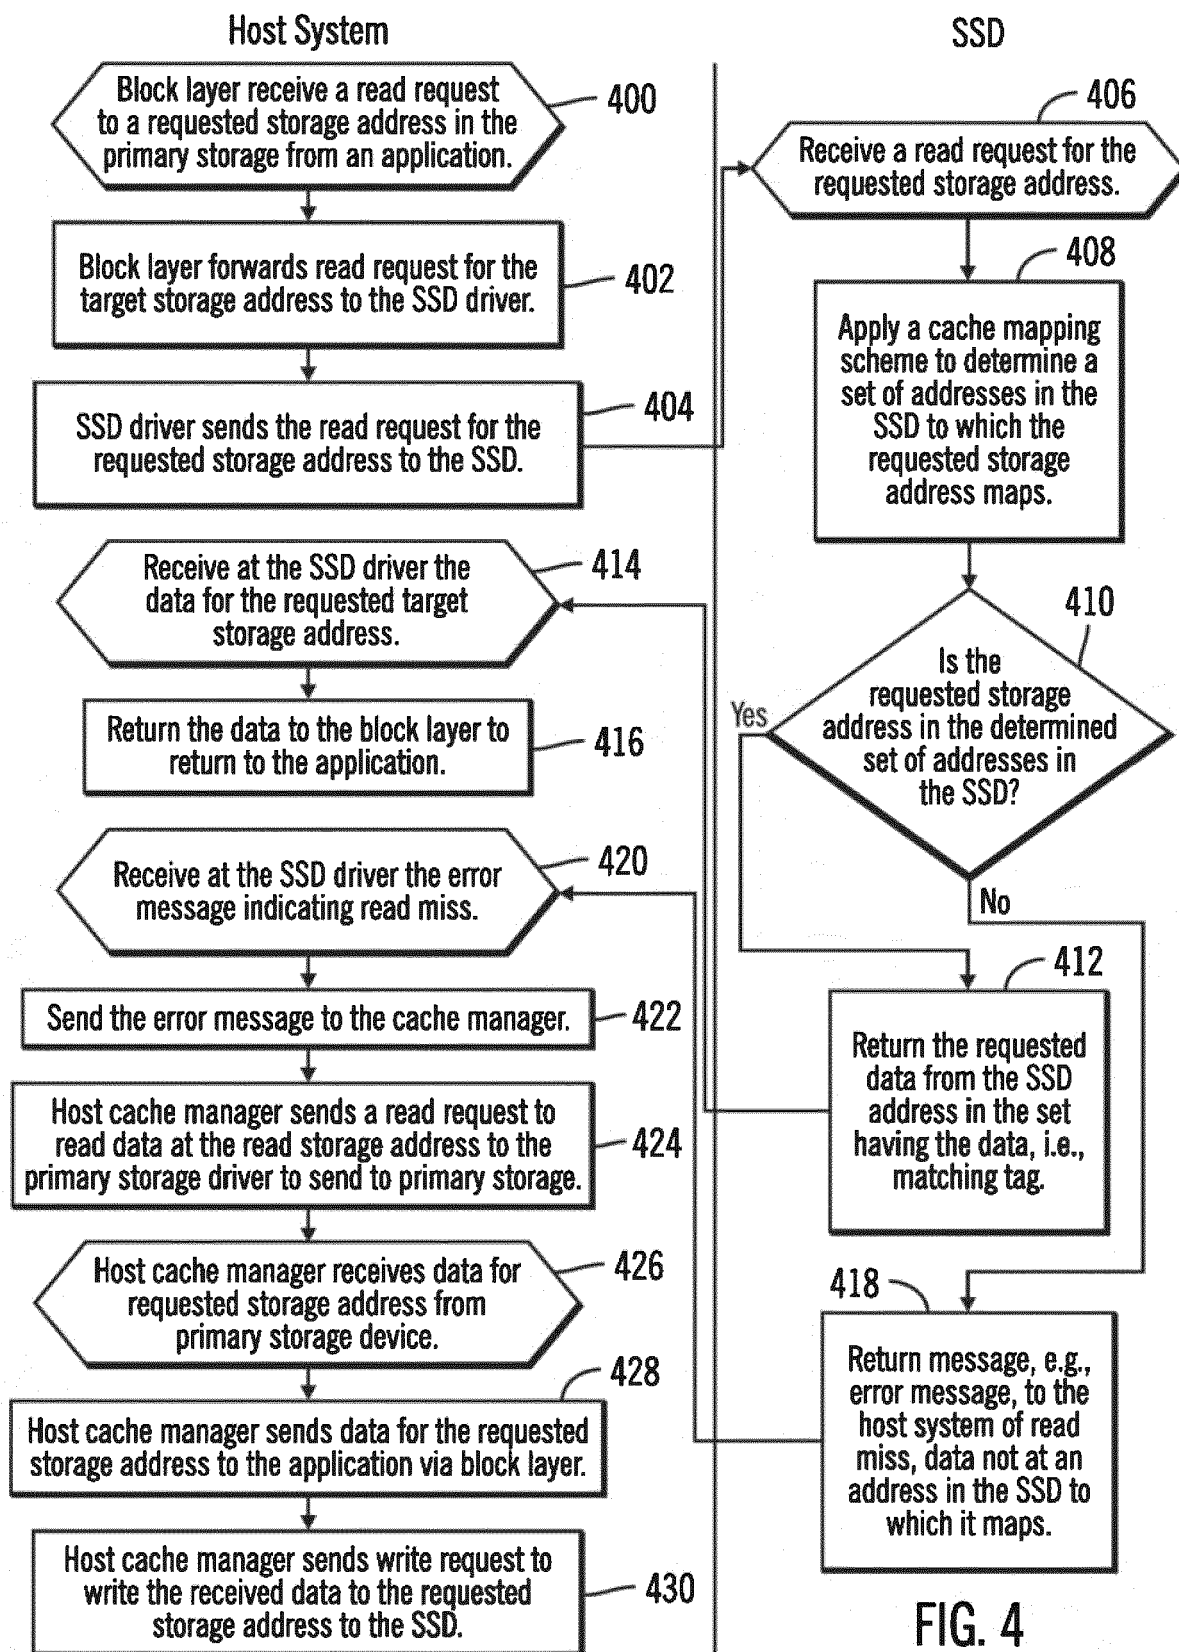 Host System
Block layer receive a read request
to a requested storage address in the
primary storage from an application.
400
Block layer forwards read request for the
target storage address to the SSD driver.
402
SSD driver sends the read request for the
requested storage address to the SSD.
404
Receive at the SSD driver the
data for the requested target
storage address.
414
Return the data to the block layer to
return to the application.
416
Receive at the SSD driver the error
message indicating read miss.
420
Send the error message to the cache manager.
422
Host cache manager sends a read request to
read data at the read storage address to the
primary storage driver to send to primary storage.
424
Host cache manager receives data for
requested storage address from
primary storage device.
426
428
Host cache manager sends data for the requested
storage address to the application via block layer.
Host cache manager sends write request to
write the received data to the requested
storage address to the SSD.
430
SSD
406
Receive a read request for the
requested storage address.
408
Apply a cache mapping
scheme to determine a
set of addresses in the
SSD to which the
requested storage
address maps.
410
Is the
requested storage
address in the determined
set of addresses in
the SSD?
Yes
No
412
Return the requested
data from the SSD
address in the set
having the data, i.e.,
matching tag.
418
Return message, e.g.,
error message, to the
host system of read
miss, data not at an
address in the SSD to
which it maps.
FIG. 4